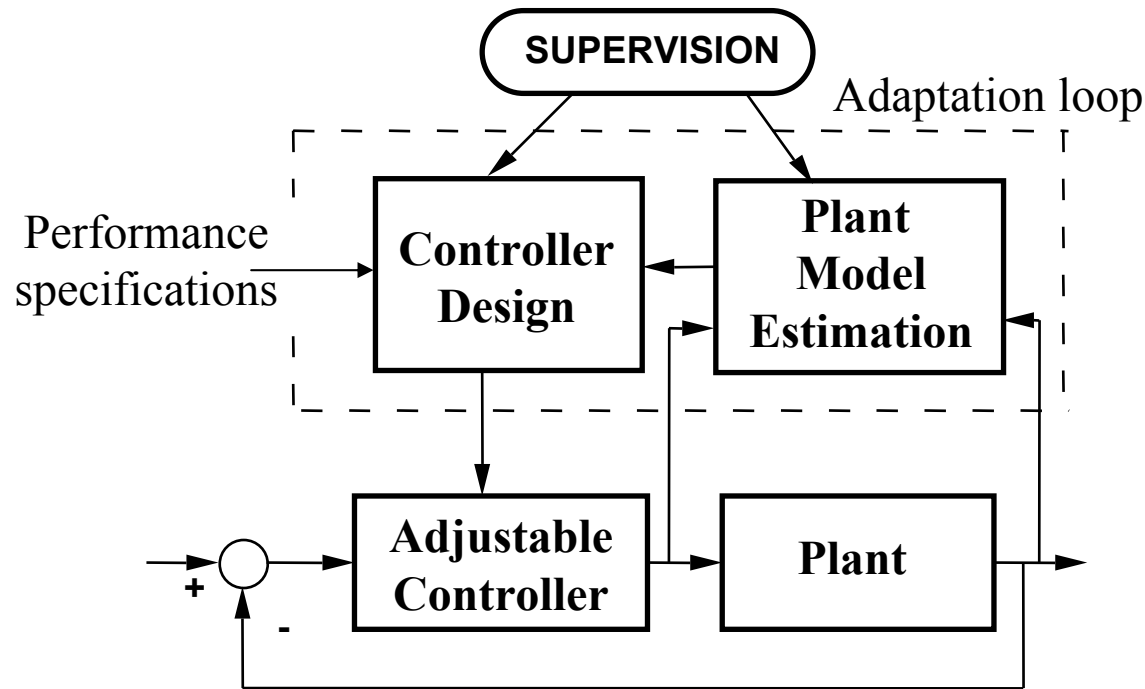 SUPERVISION
Adaptation loop
Performance
specifications
Controller
Design
Plant
Model
Estimation
Adjustable
Controller
Plant
+
-